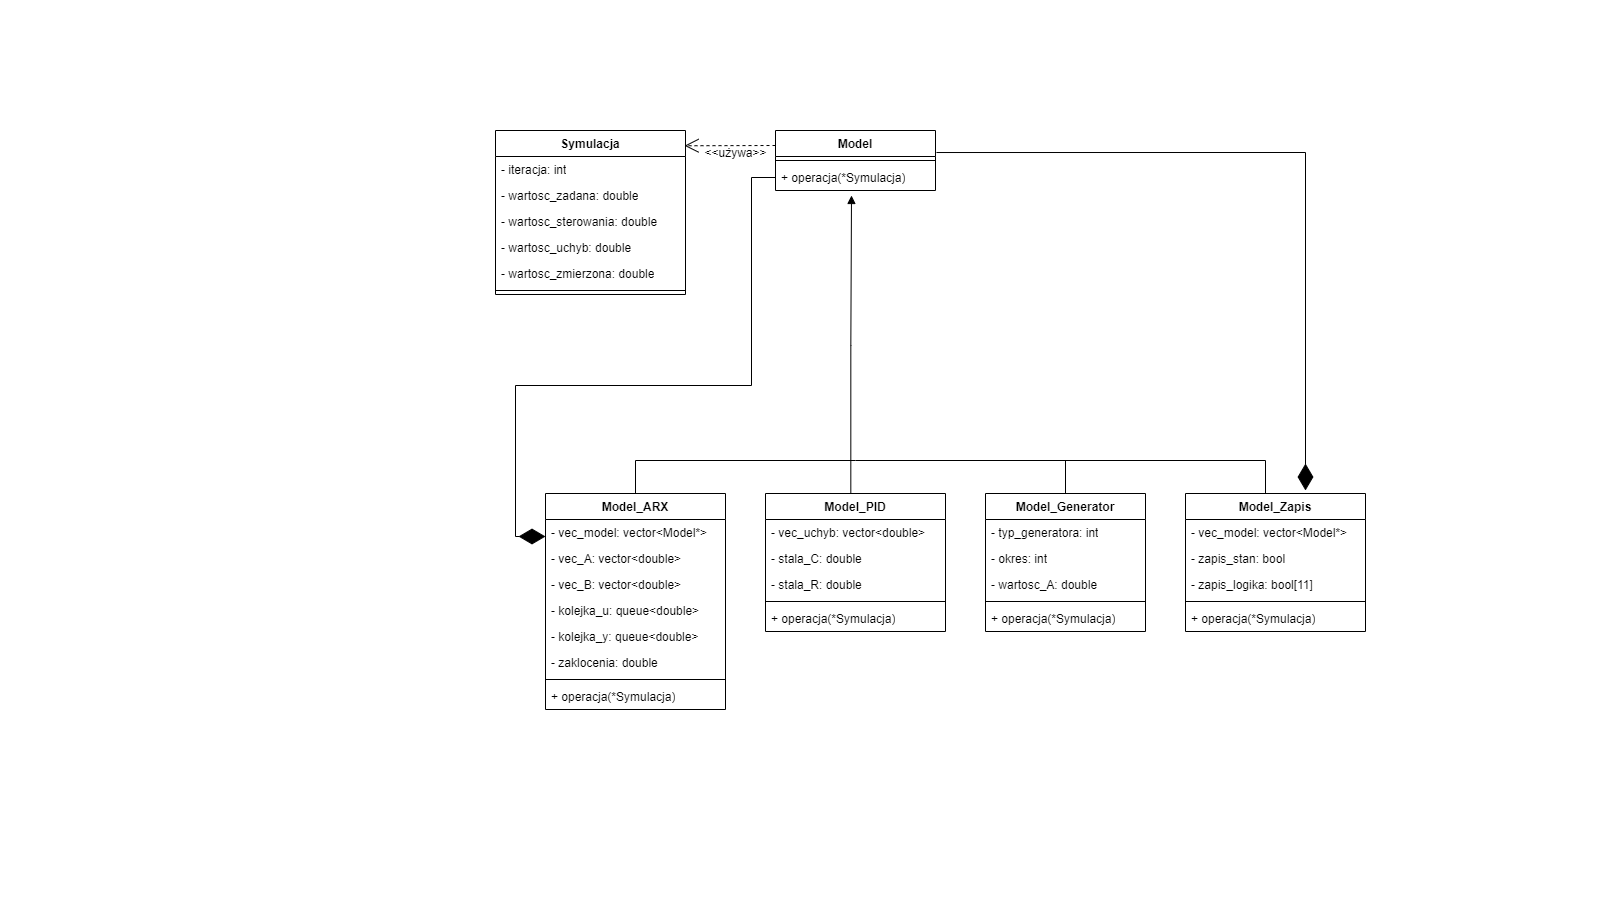 Symulacja
- iteracja: int
- wartosc_zadana: double
- wartosc_sterowania: double
- wartosc_uchyb: double
- wartosc_zmierzona: double
<<używa>>
Model
+ operacja(*Symulacja)
Model_ARX
- vec_model: vector<Model*>
- vec_A: vector<double>
- vec_B: vector<double>
- kolejka_u: queue<double>
- kolejka_y: queue<double>
- zaklocenia: double
+ operacja(*Symulacja)
Model_PID
- vec_uchyb: vector<double>
- stala_C: double
- stala_R: double
+ operacja(*Symulacja)
Model_Generator
- typ_generatora: int
- okres: int
- wartosc_A: double
+ operacja(*Symulacja)
Model_Zapis
- vec_model: vector<Model*>
- zapis_stan: bool
- zapis_logika: bool[11]
+ operacja(*Symulacja)